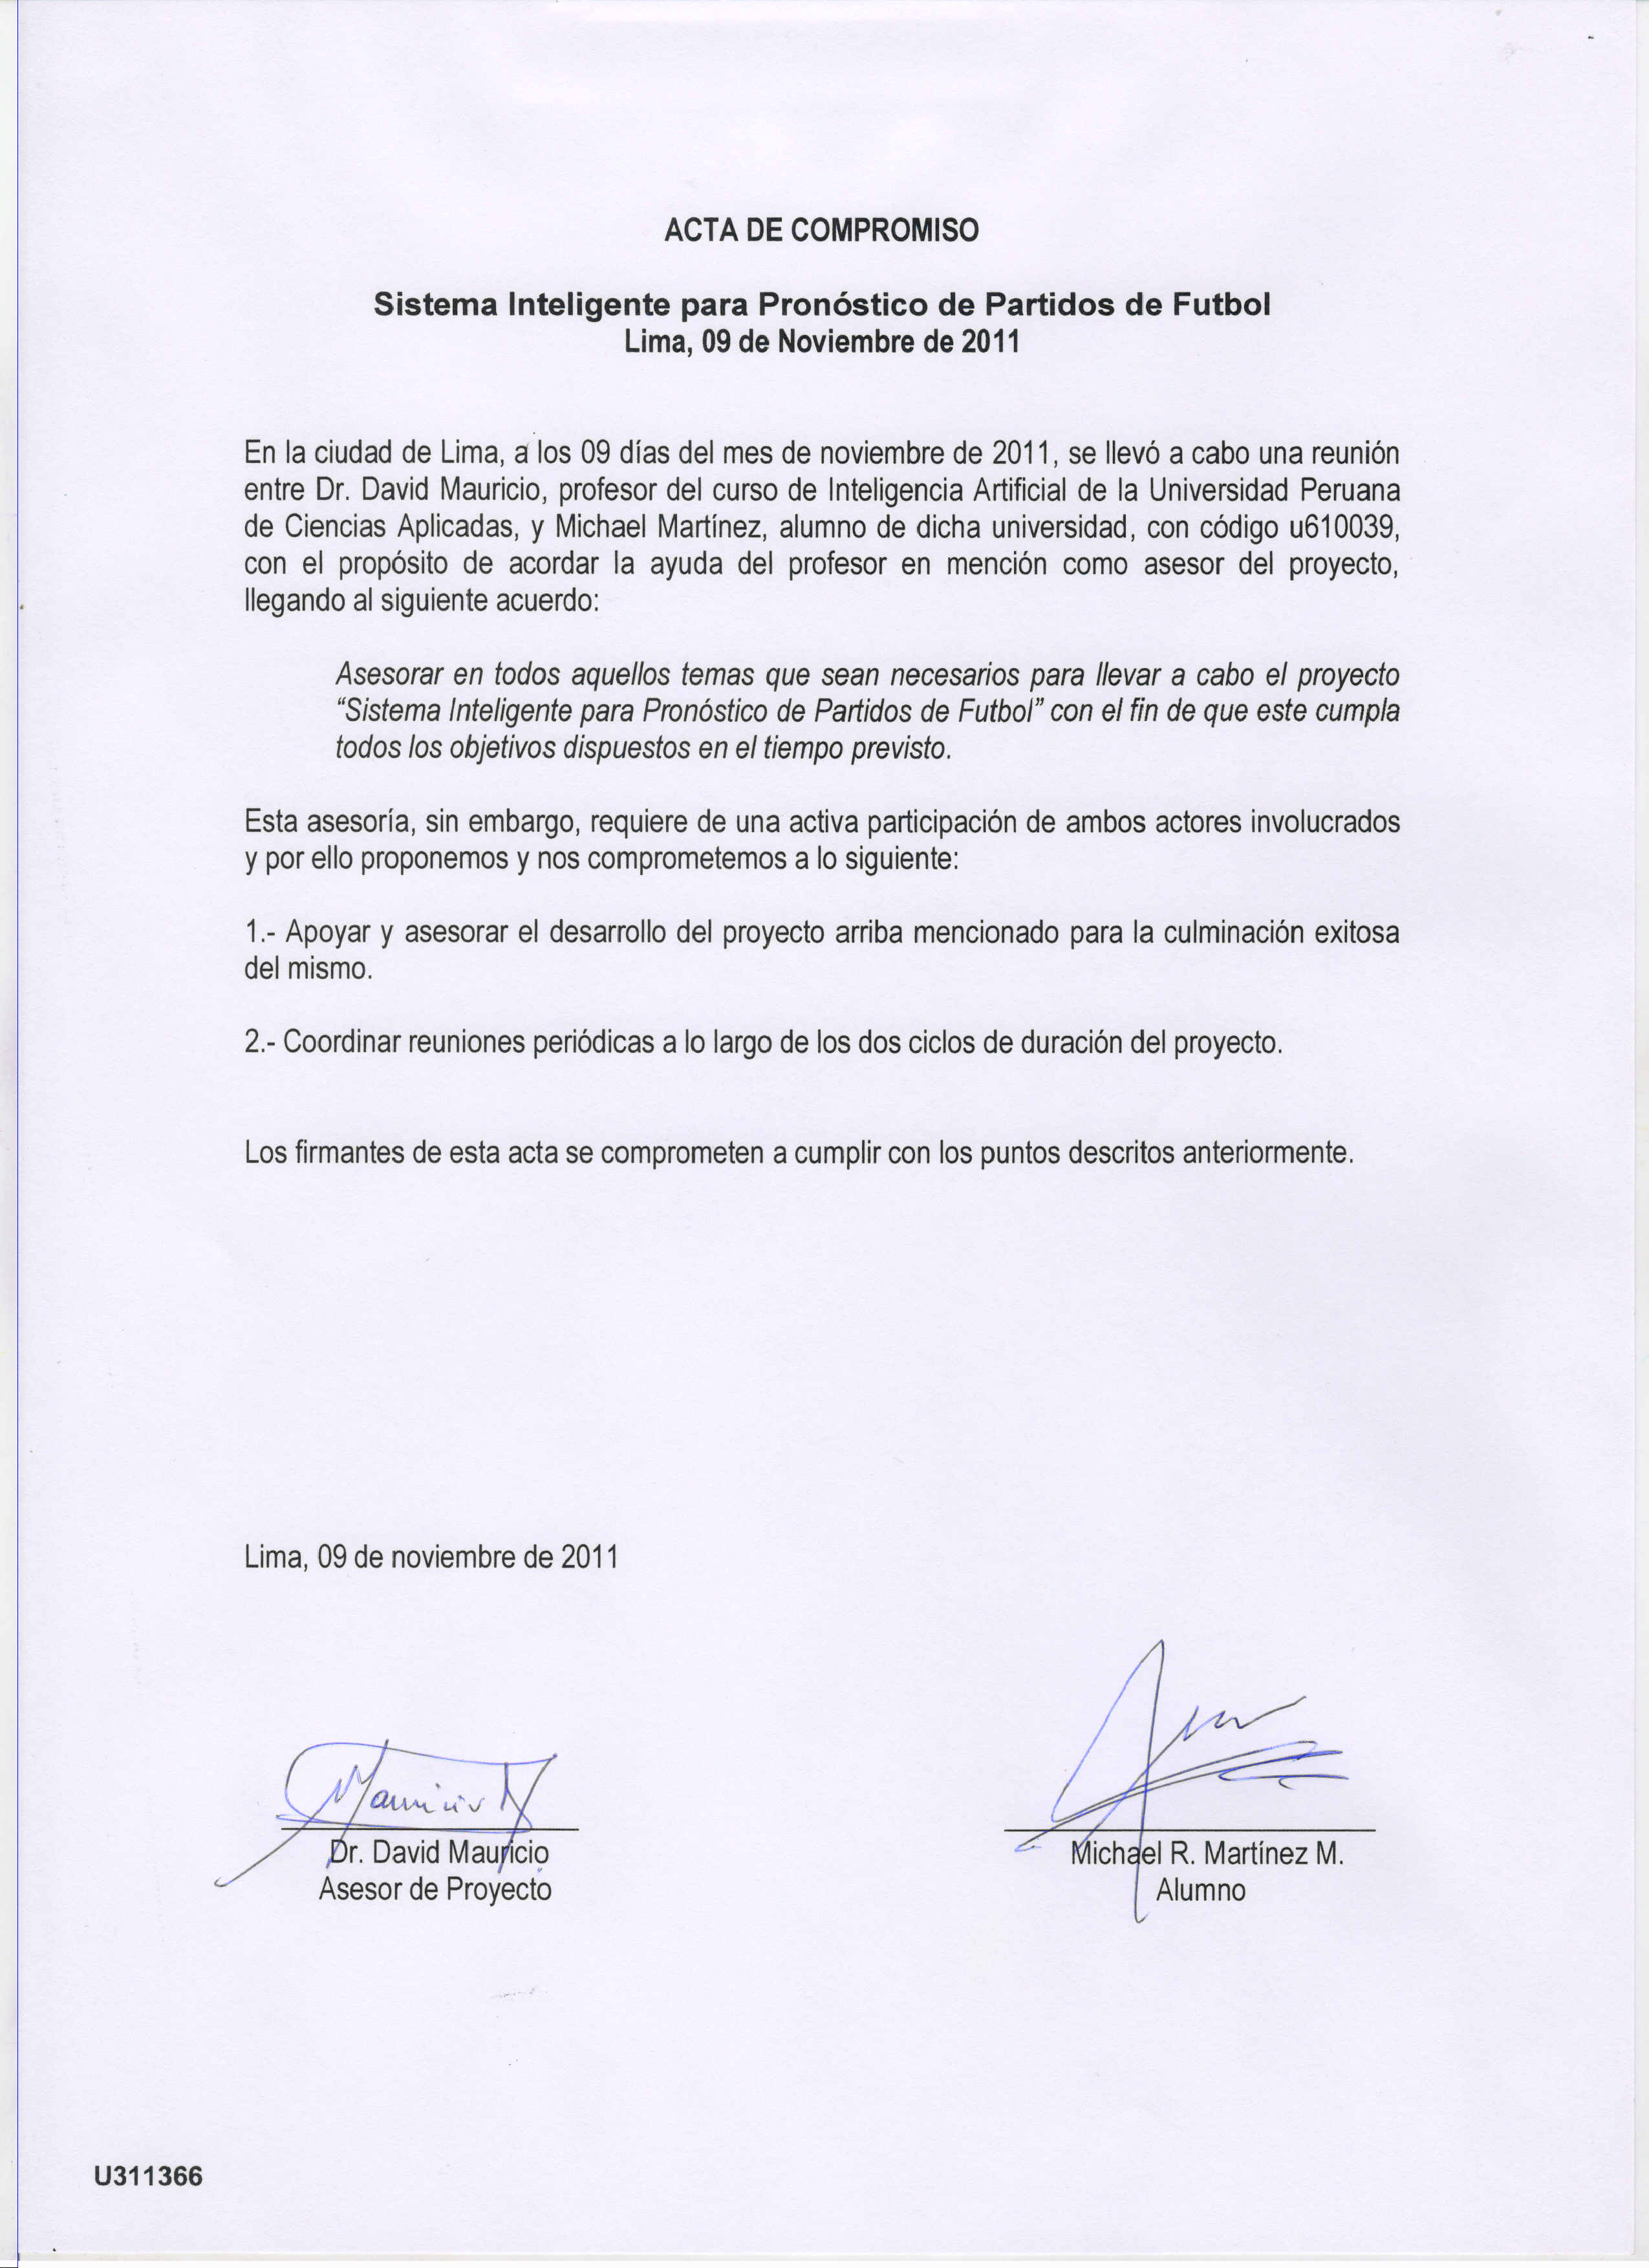 ACTA DE COMPROMISO
Sistema Inteligente para Pronóstico de Partidos de Futbol
Lima, 09 de Noviembre de 2011
En la ciudad de Lima, a los 09 días del mes de noviembre de 2011, se llevó a cabo una reunión
entre Dr. David Mauricio, profesor del curso de Inteligencia Artificial de la Universidad Peruana
de Ciencias Aplicadas, y Michael Martínez, alumno de dicha universidad, con código u610039,
con el propósito de acordar la ayuda del profesor en mención como asesor del proyecto,
llegando al siguiente acuerdo:
Asesorar en todos aquellos temas que sean necesarios para llevar a cabo el proyecto
“Sistema Inteligente para Pronóstico de Partidos de Futbol” con el fin de que este cumpla
todos los objetivos dispuestos en el tiempo previsto.
Esta asesoría, sin embargo, requiere de una activa participación de ambos actores involucrados
y por ello proponemos y nos comprometemos a lo siguiente:
1.- Apoyar y asesorar el desarrollo del proyecto arriba mencionado para la culminación exitosa
del mismo.
2.- Coordinar reuniones periódicas a lo largo de los dos ciclos de duración del proyecto.
Los firmantes de esta acta se comprometen a cumplir con los puntos descritos anteriormente.
Lima, 09 de noviembre de 2011
Dr. David Mauricio
Asesor de Proyecto
Michael R. Martínez M.
Alumno
U311366